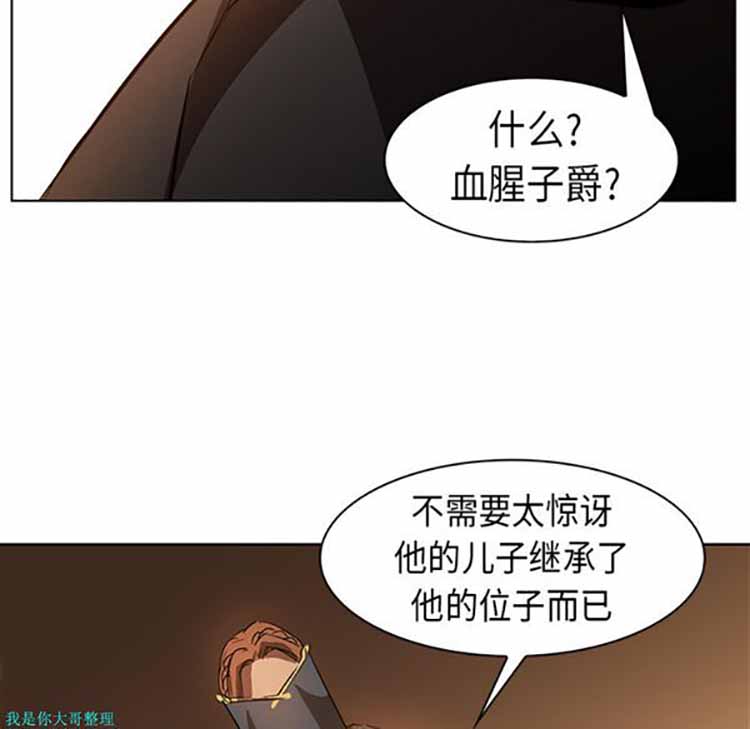 什么?
血腥子爵?
不需要太惊讶
他的儿子继承了
他的位子而已
我是你大哥整理